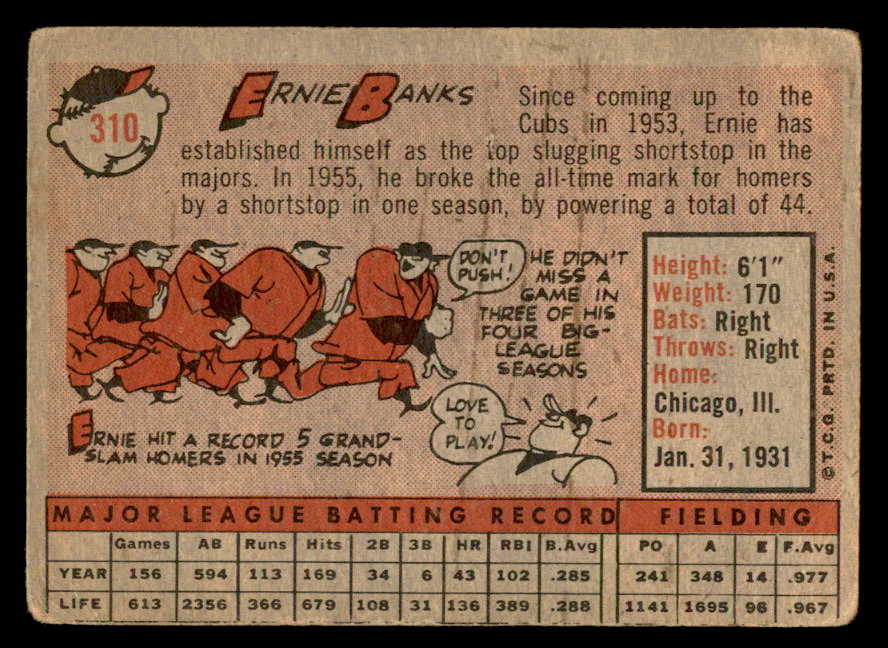 310
ERNIE BANKS
Since coming up to the
Cubs in 1953, Ernie has
established himself as the top slugging shortstop in the
majors. In 1955, he broke the all-time mark for homers
by a shortstop in one season, by powering a total of 44.
DON'T
PUSH!
HE DIDN'T
MISS A
GAME IN
THREE OF HIS
FOUR BIG-
LEAGUE
SEASONS
ERNIE HIT A RECORD 5 GRAND-
SLAM HOMERS IN 1955 SEASON
LOVE
TO
PLAY!
Height: 6'1"
Weight: 170
Bats: Right
Throws: Right
Home:
Chicago, Ill.
Born:
Jan. 31, 1931
© T.C.G. PRTD. IN U.S.A.
MAJOR LEAGUE BATTING RECORD FIELDING
Games AB Runs Hits 2B 3B HR RBI B.Avg PO A E F.Avg
YEAR 156 594 113 169 34 6 43 102 .285 241 348 14 .977
LIFE 613 2356 366 679 108 31 136 389 .288 1141 1695 96 .967